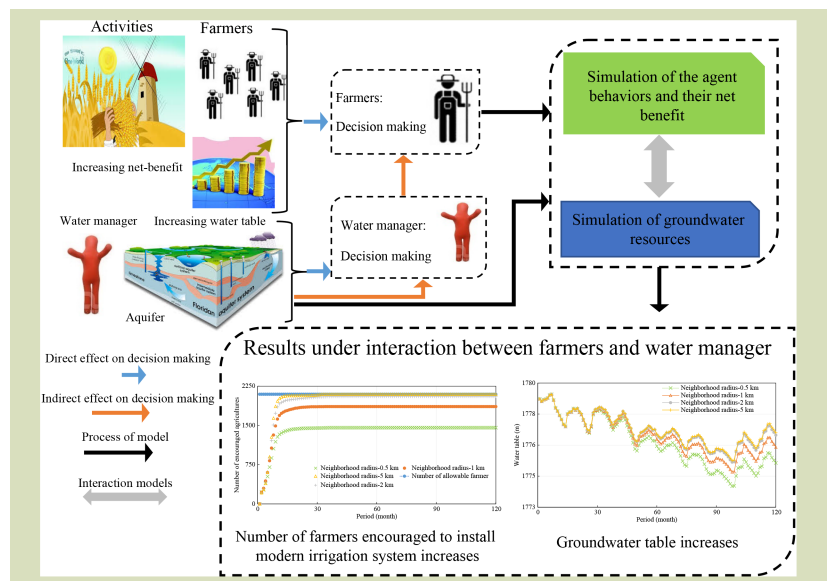 Activities
Farmers
Increasing net-benefit
Farmers:
Decision making
Simulation of the agent
behaviors and their net
benefit
Water manager
Increasing water table
Water manager:
Decision making
Simulation of groundwater
resources
Floridan
aquifer system
Aquifer
Direct effect on decision making
Indirect effect on decision making
Process of model
Interaction models
Results under interaction between farmers and water manager
Number of encouraged agricultures
2250
1500
750
0
Neighborhood radius-0.5 km
Neighborhood radius-1 km
Neighborhood radius-5 km
Number of allowable farmer
Neighborhood radius-2 km
0
30
60
90
120
Period (month)
Number of farmers encouraged to install
modern irrigation system increases
Water table (m)
1780
1778
1776
1775
1773
Neighborhood radius-0.5 km
Neighborhood radius-1 km
Neighborhood radius-2 km
Neighborhood radius-5 km
0
30
60
90
120
Period (month)
Groundwater table increases